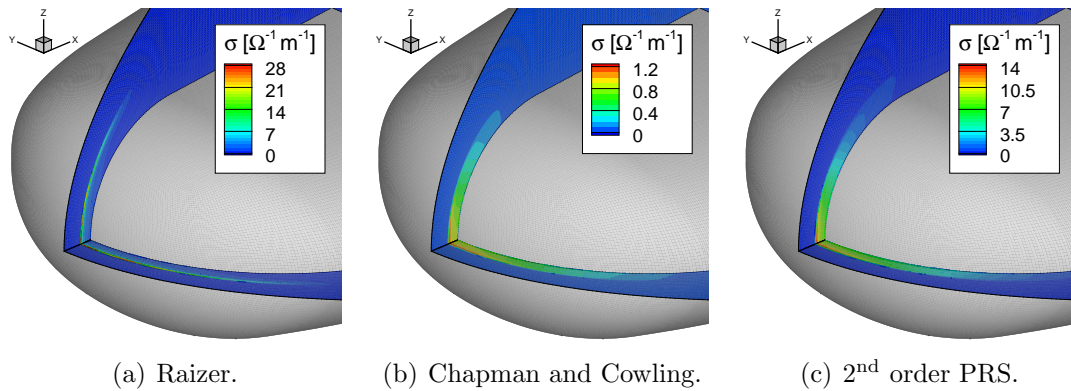 Z
Y
X
σ [Ω⁻¹ m⁻¹]
28
21
14
7
0
(a) Raizer.
Z
Y
X
σ [Ω⁻¹ m⁻¹]
1.2
0.8
0.4
0
(b) Chapman and Cowling.
Z
Y
X
σ [Ω⁻¹ m⁻¹]
14
10.5
7
3.5
0
(c) 2ⁿᵈ order PRS.